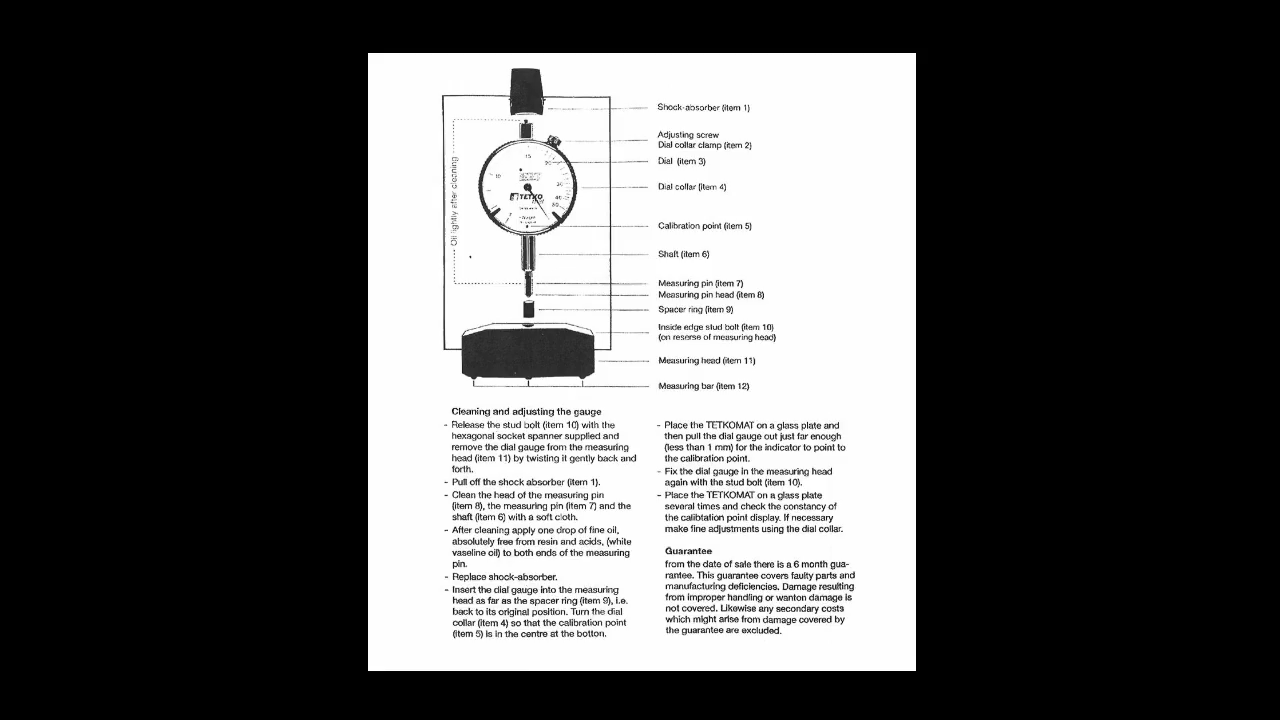 Shock-absorber (item 1)
Adjusting screw
Dial collar clamp (item 2)
Dial (item 3)
Dial collar (item 4)
Calibration point (item 5)
Shaft (item 6)
Measuring pin (item 7)
Measuring pin head (item 8)
Spacer ring (item 9)
Inside edge stud bolt (item 10)
(on reserse of measuring head)
Measuring head (item 11)
Measuring bar (item 12)
Oil lightly after cleaning
15
20
10
30
40
50
TETKO
Cleaning and adjusting the gauge
- Release the stud bolt (item 10) with the
hexagonal socket spanner supplied and
remove the dial gauge from the measuring
head (item 11) by twisting it gently back and
forth.
- Pull off the shock absorber (item 1).
- Clean the head of the measuring pin
(item 8), the measuring pin (item 7) and the
shaft (item 6) with a soft cloth.
- After cleaning apply one drop of fine oil,
absolutely free from resin and acids, (white
vaseline oil) to both ends of the measuring
pin.
- Replace shock-absorber.
- Insert the dial gauge into the measuring
head as far as the spacer ring (item 9), i.e.
back to its original position. Turn the dial
collar (item 4) so that the calibration point
(item 5) is in the centre at the botton.
- Place the TETKOMAT on a glass plate and
then pull the dial gauge out just far enough
(less than 1 mm) for the indicator to point to
the calibration point.
- Fix the dial gauge in the measuring head
again with the stud bolt (item 10).
- Place the TETKOMAT on a glass plate
several times and check the constancy of
the calibtation point display. If necessary
make fine adjustments using the dial collar.
Guarantee
from the date of sale there is a 6 month gua-
rantee. This guarantee covers faulty parts and
manufacturing deficiencies. Damage resulting
from improper handling or wanton damage is
not covered. Likewise any secondary costs
which might arise from damage covered by
the guarantee are excluded.